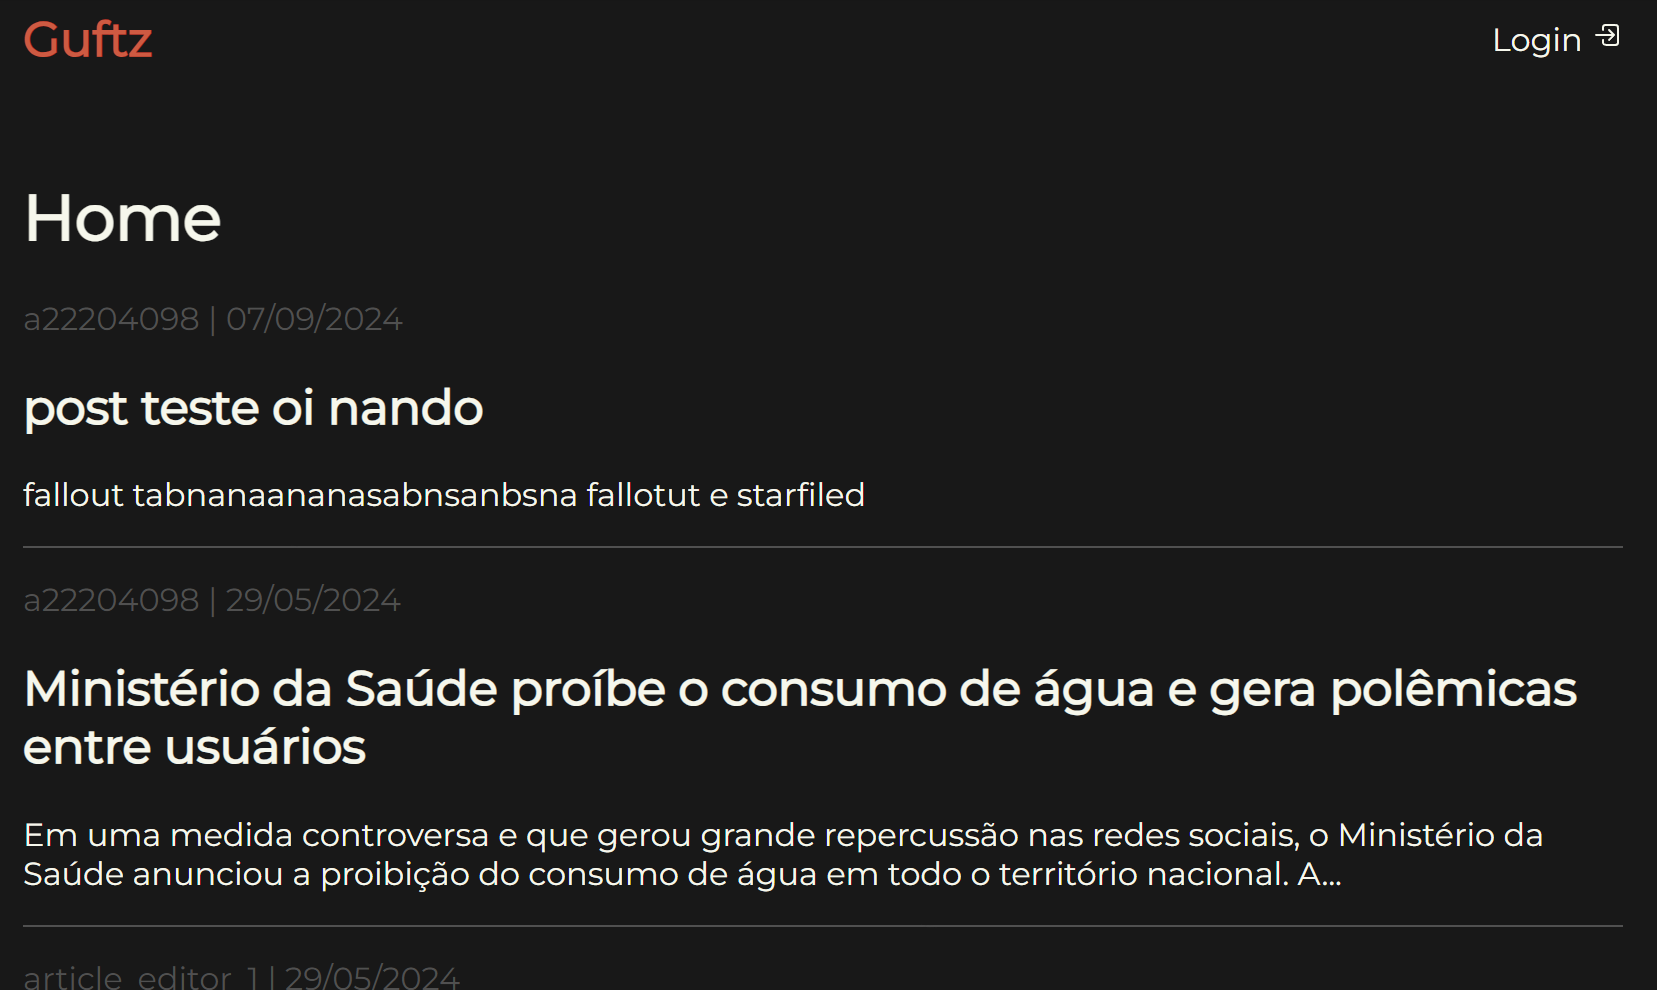 Guftz
Login
Home
a22204098 | 07/09/2024
post teste oi nando
fallout tabnanaananasabnsanbsna fallotut e starfiled
a22204098 | 29/05/2024
Ministério da Saúde proíbe o consumo de água e gera polêmicas
entre usuários
Em uma medida controversa e que gerou grande repercussão nas redes sociais, o Ministério da
Saúde anunciou a proibição do consumo de água em todo o território nacional. A...
article_editor_1 | 29/05/2024